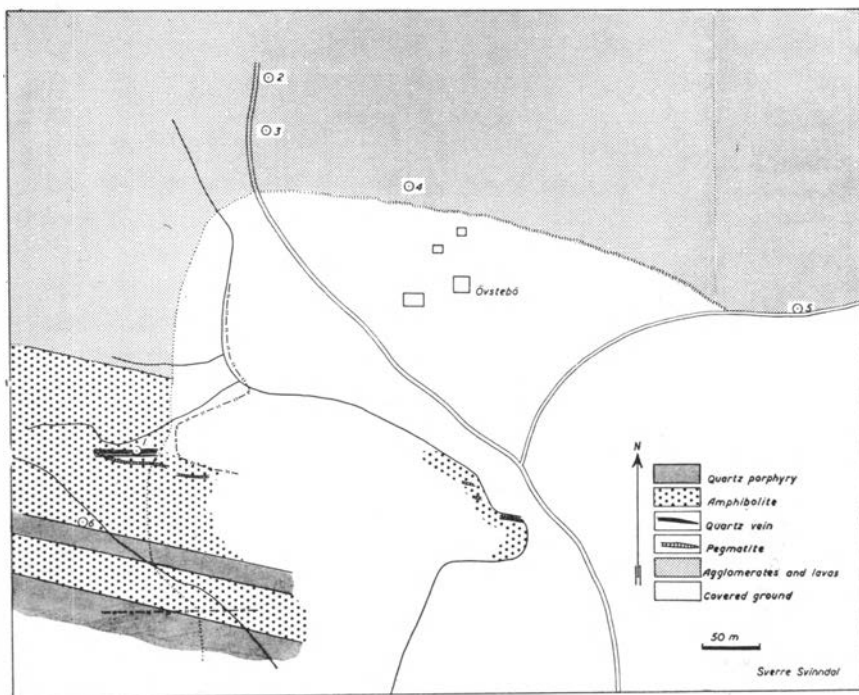 2
3
4
Övstebö
5
1
6
N
Quartz porphyry
Amphibolite
Quartz vein
Pegmatite
Agglomerates and lavas
Covered ground
50 m
Sverre Svinndal